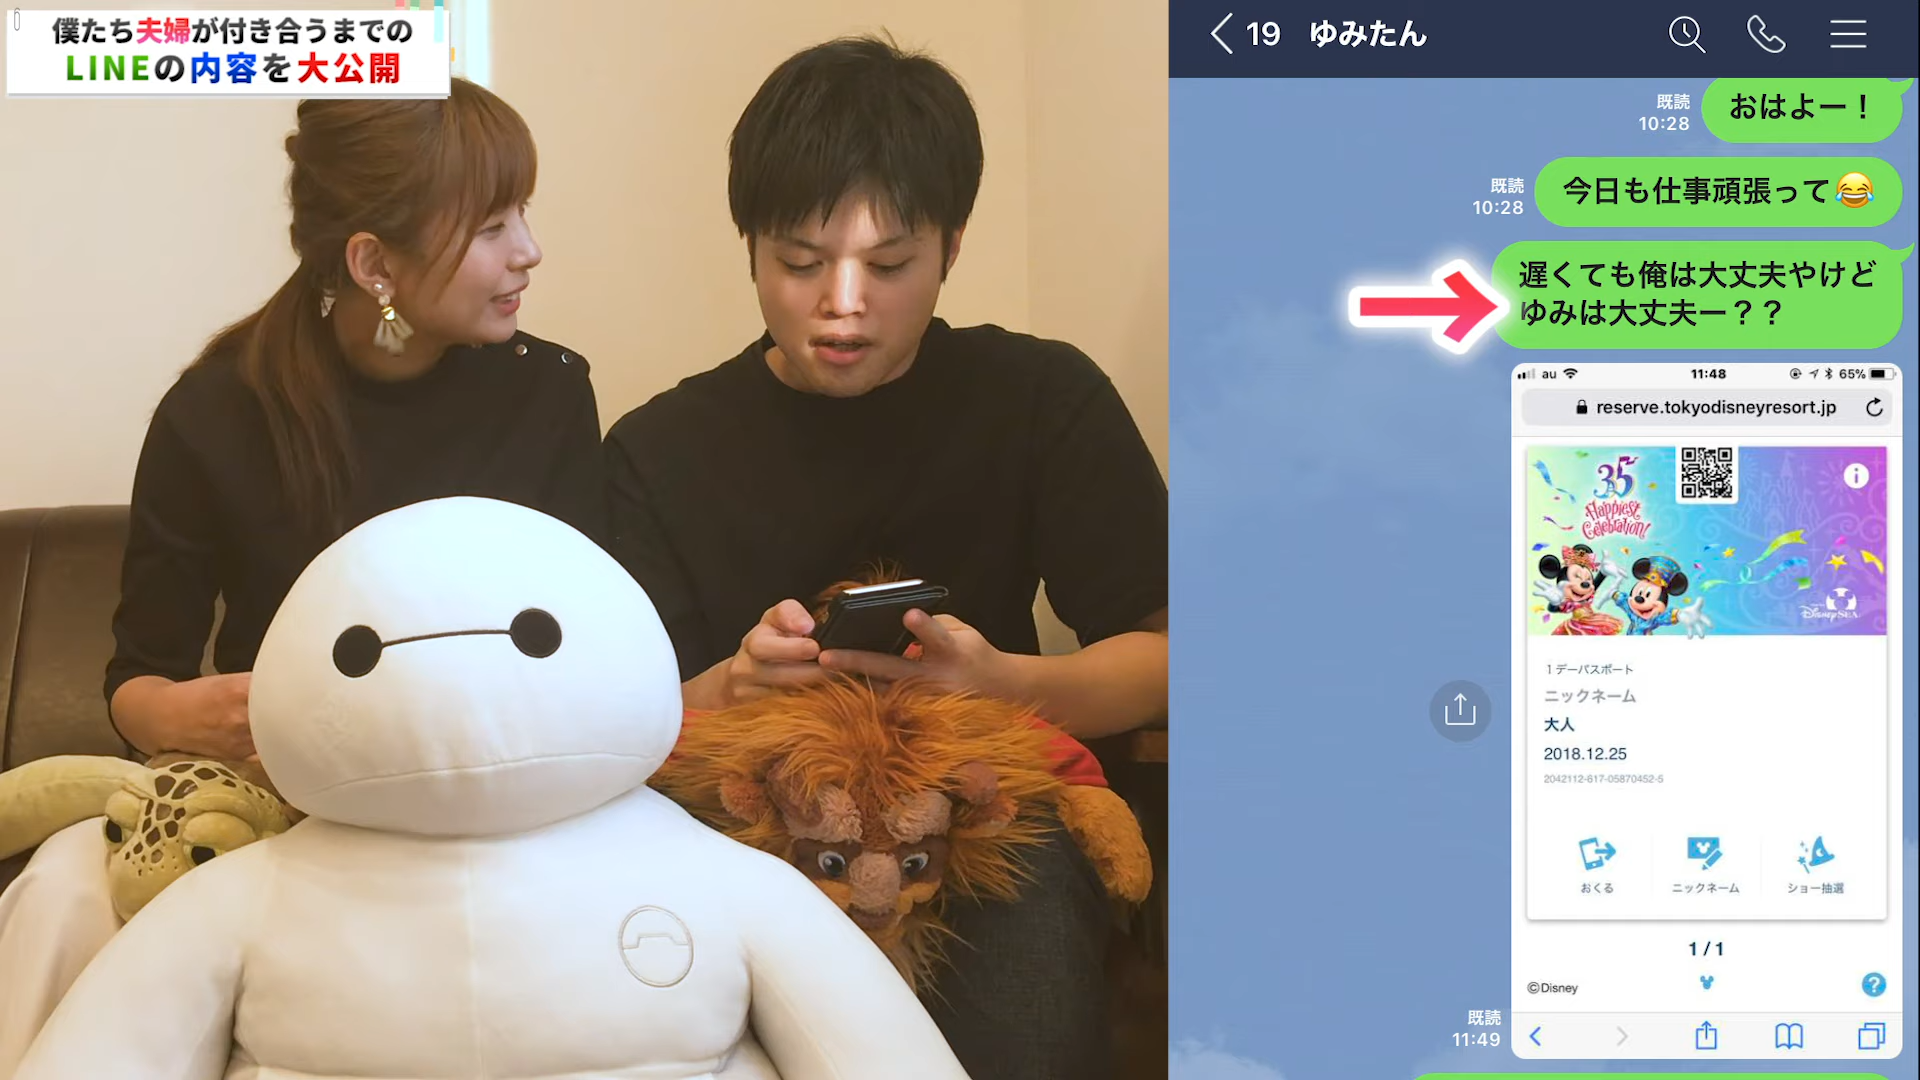 僕たち夫婦が付き合うまでの
LINEの内容を大公開
19 ゆみたん
おはよー！
既読
10:28
今日も仕事頑張って😂
既読
10:28
遅くても俺は大丈夫やけど
ゆみは大丈夫ー？？
au 11:48 65%
reserve.tokyodisneyresort.jp
35
Happiest
Celebration!
DisneySEA
1デーパスポート
ニックネーム
大人
2018.12.25
2042112-617-05870452-5
おくる ニックネーム ショー抽選
1 / 1
©Disney
既読
11:49